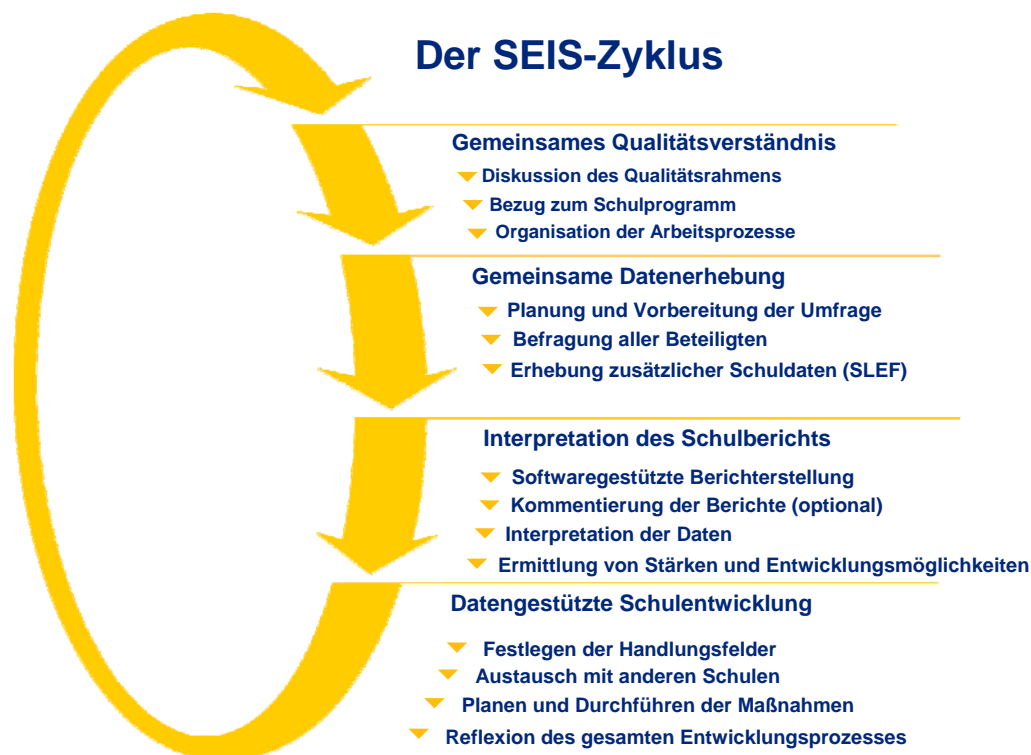 Der SEIS-Zyklus
Gemeinsames Qualitätsverständnis
Diskussion des Qualitätsrahmens
Bezug zum Schulprogramm
Organisation der Arbeitsprozesse
Gemeinsame Datenerhebung
Planung und Vorbereitung der Umfrage
Befragung aller Beteiligten
Erhebung zusätzlicher Schuldaten (SLEF)
Interpretation des Schulberichts
Softwaregestützte Berichterstellung
Kommentierung der Berichte (optional)
Interpretation der Daten
Ermittlung von Stärken und Entwicklungsmöglichkeiten
Datengestützte Schulentwicklung
Festlegen der Handlungsfelder
Austausch mit anderen Schulen
Planen und Durchführen der Maßnahmen
Reflexion des gesamten Entwicklungsprozesses